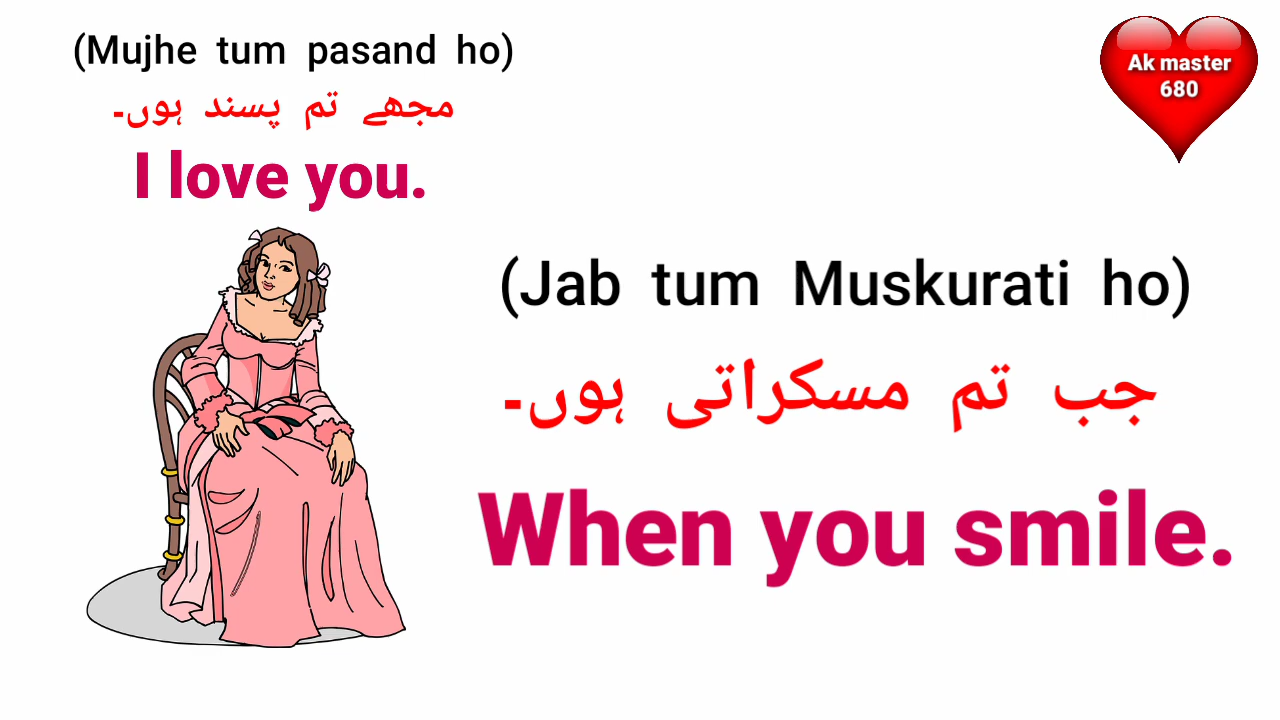 (Mujhe tum pasand ho)
مجھے تم پسند ہوں۔
I love you.
Ak master
680
(Jab tum Muskurati ho)
جب تم مسکراتی ہوں۔
When you smile.